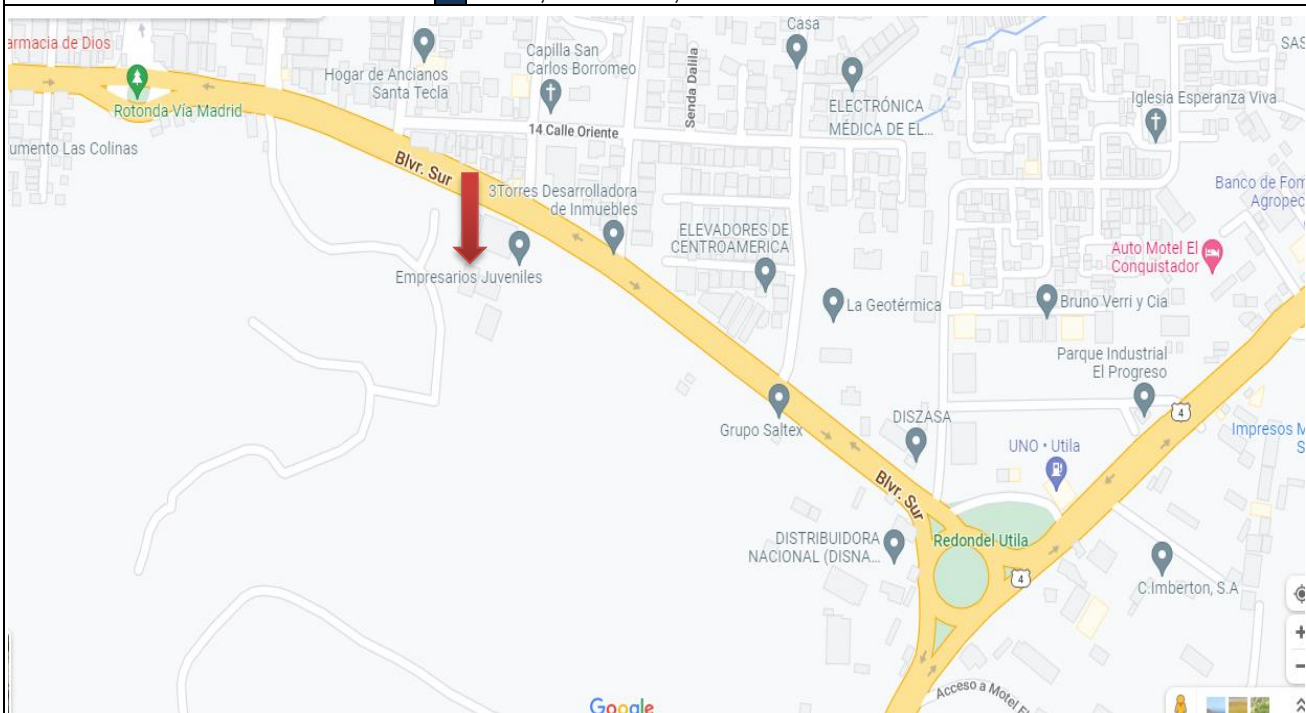 armacia de Dios
Rotonda Vía Madrid
umento Las Colinas
Hogar de Ancianos
Santa Tecla
Capilla San
Carlos Borromeo
Senda Dalila
Casa
ELECTRÓNICA
MÉDICA DE EL...
SAS
Iglesia Esperanza Viva
14 Calle Oriente
Blvr. Sur
3Torres Desarrolladora
de Inmuebles
Banco de Fom
Agropec
ELEVADORES DE
CENTROAMERICA
Auto Motel El
Conquistador
Empresarios Juveniles
La Geotérmica
Bruno Verri y Cia
Parque Industrial
El Progreso
4
Grupo Saltex
DISZASA
UNO • Utila
Impresos M
S
Blvr. Sur
DISTRIBUIDORA
NACIONAL (DISNA...
Redondel Utila
4
C.Imberton, S.A
Acceso a Motel
Google